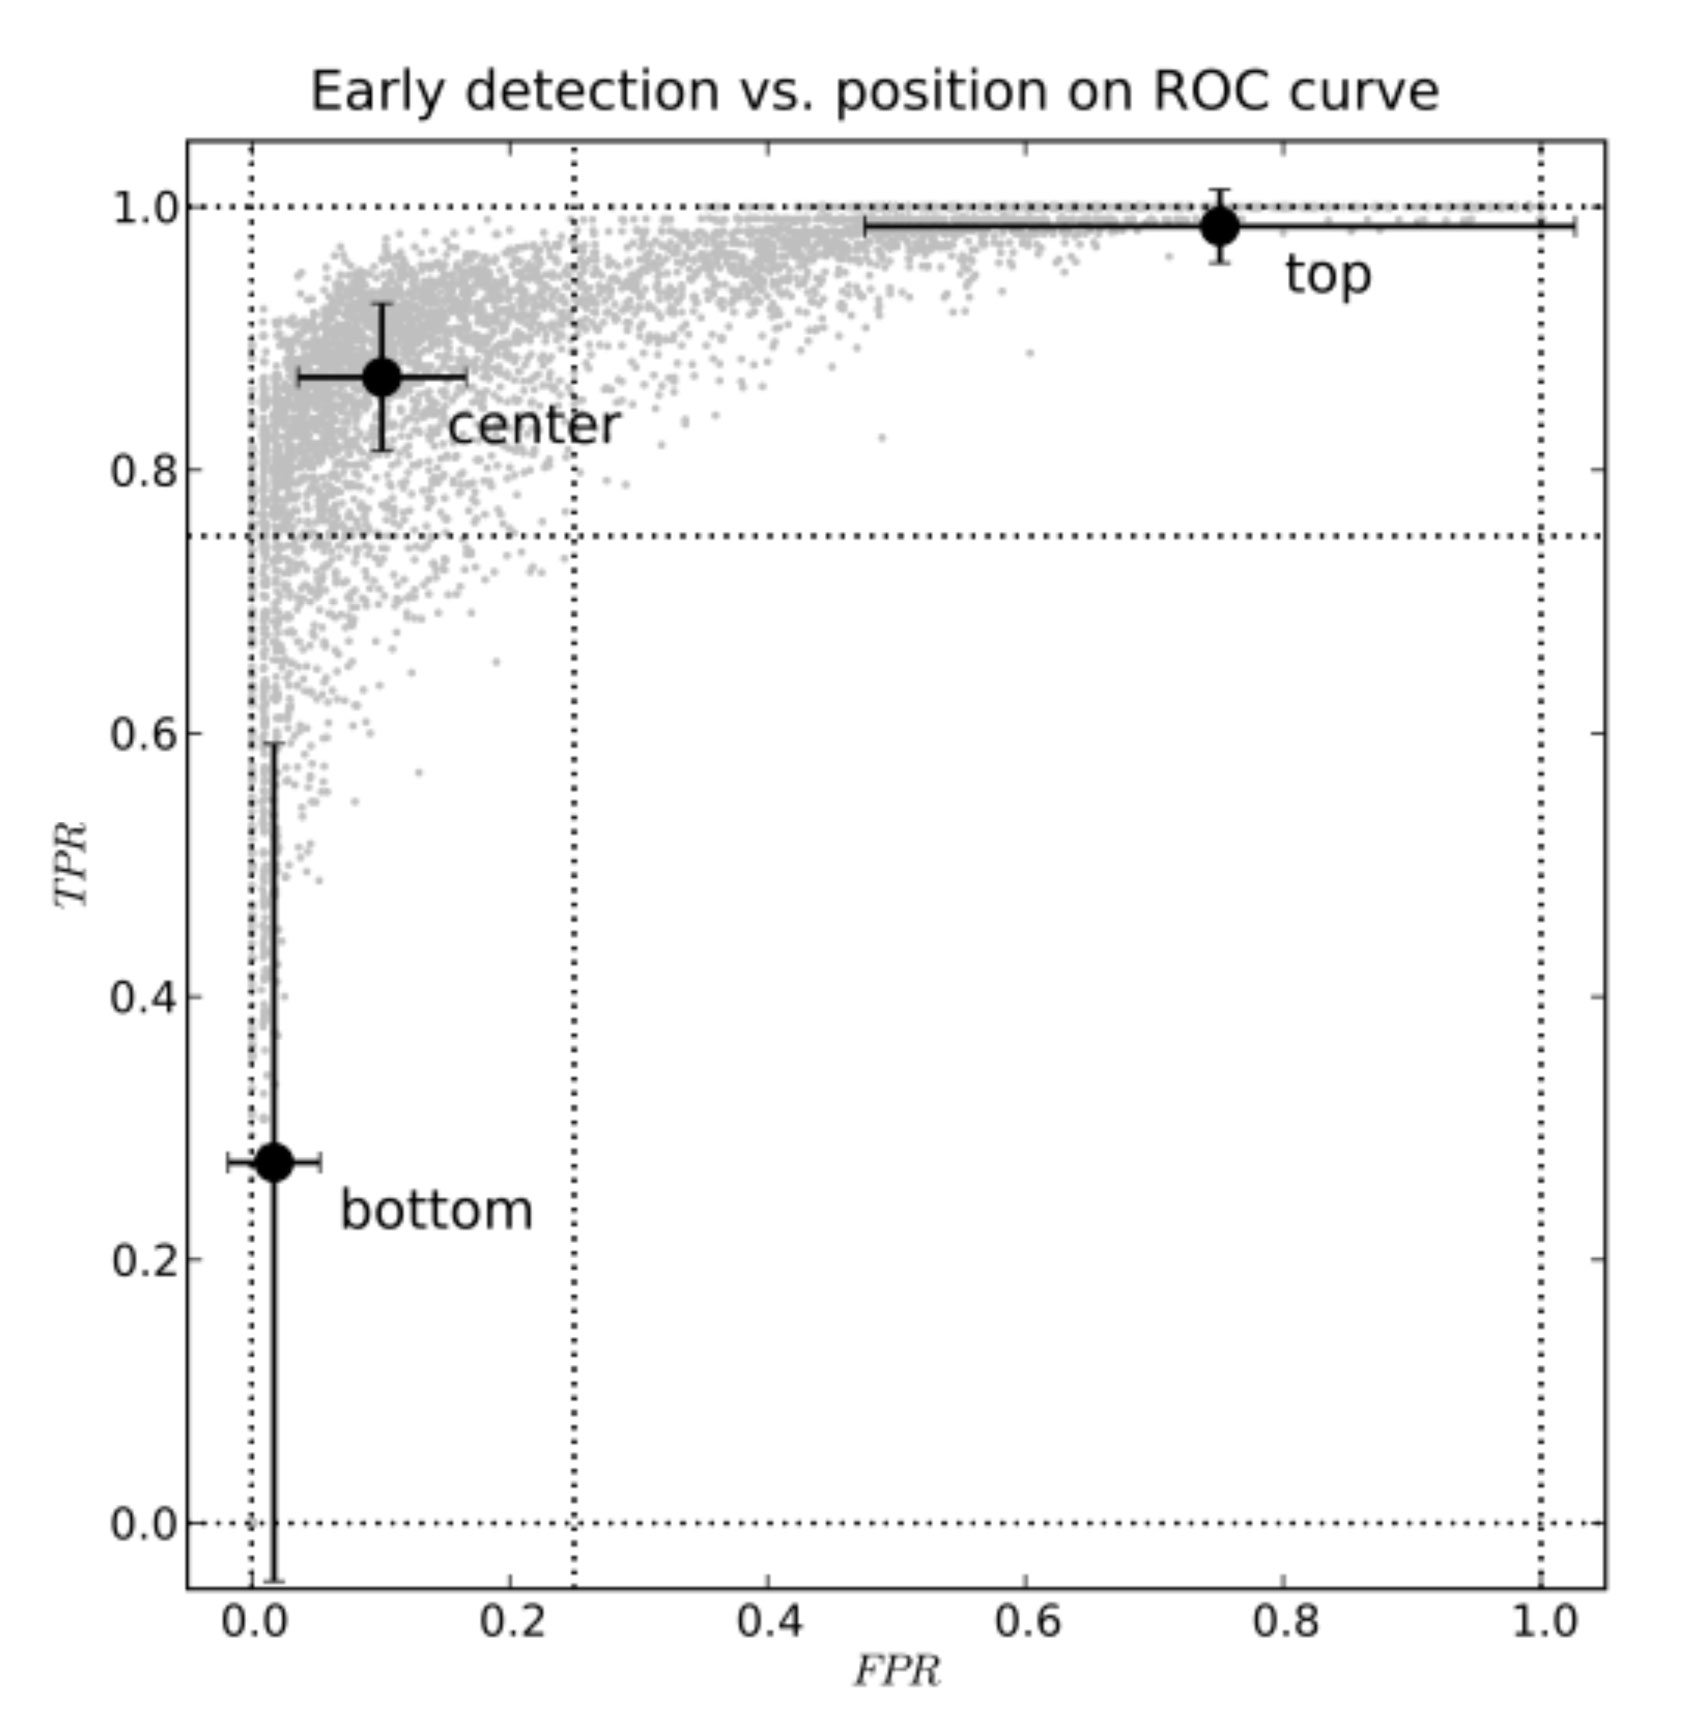 Early detection vs. position on ROC curve
1.0
top
center
0.8
0.6
TPR
0.4
bottom
0.2
0.0
0.0 0.2 0.4 0.6 0.8 1.0
FPR